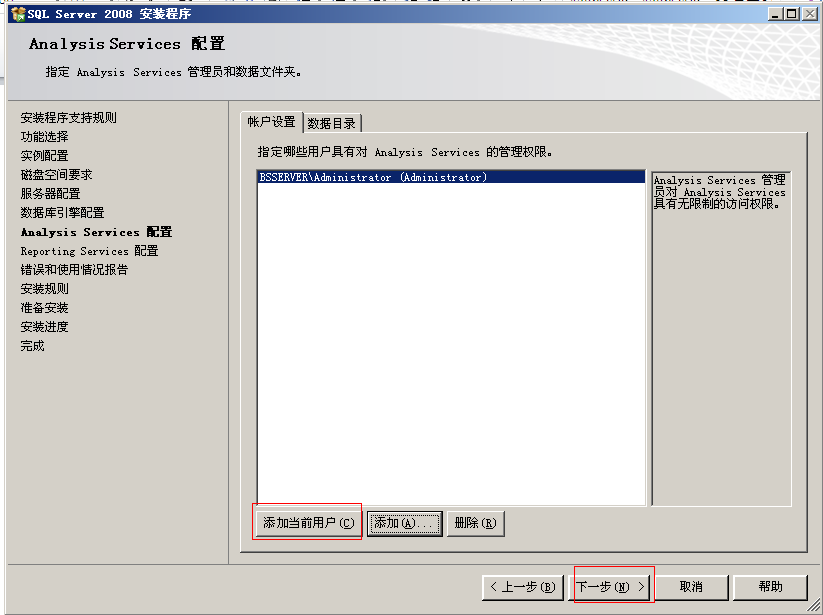 SQL Server 2008 安装程序
Analysis Services 配置
指定 Analysis Services 管理员和数据文件夹。
安装程序支持规则
功能选择
实例配置
磁盘空间要求
服务器配置
数据库引擎配置
Analysis Services 配置
Reporting Services 配置
错误和使用情况报告
安装规则
准备安装
安装进度
完成
帐户设置 数据目录
指定哪些用户具有对 Analysis Services 的管理权限。
BSSERVER\Administrator (Administrator)
Analysis Services 管理
员对 Analysis Services
具有无限制的访问权限。
添加当前用户(C) 添加(A)... 删除(R)
< 上一步(B) 下一步(N) > 取消 帮助